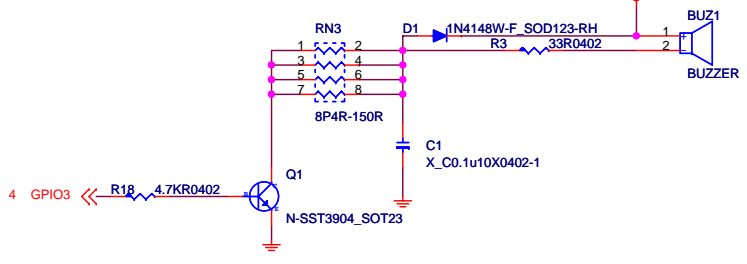 BUZ1
RN3
D1
1N4148W-F_SOD123-RH
1
2
R3
33R0402
1
2
3
4
5
6
7
8
BUZZER
8P4R-150R
C1
X_C0.1u10X0402-1
Q1
4
GPIO3
R18
4.7KR0402
N-SST3904_SOT23